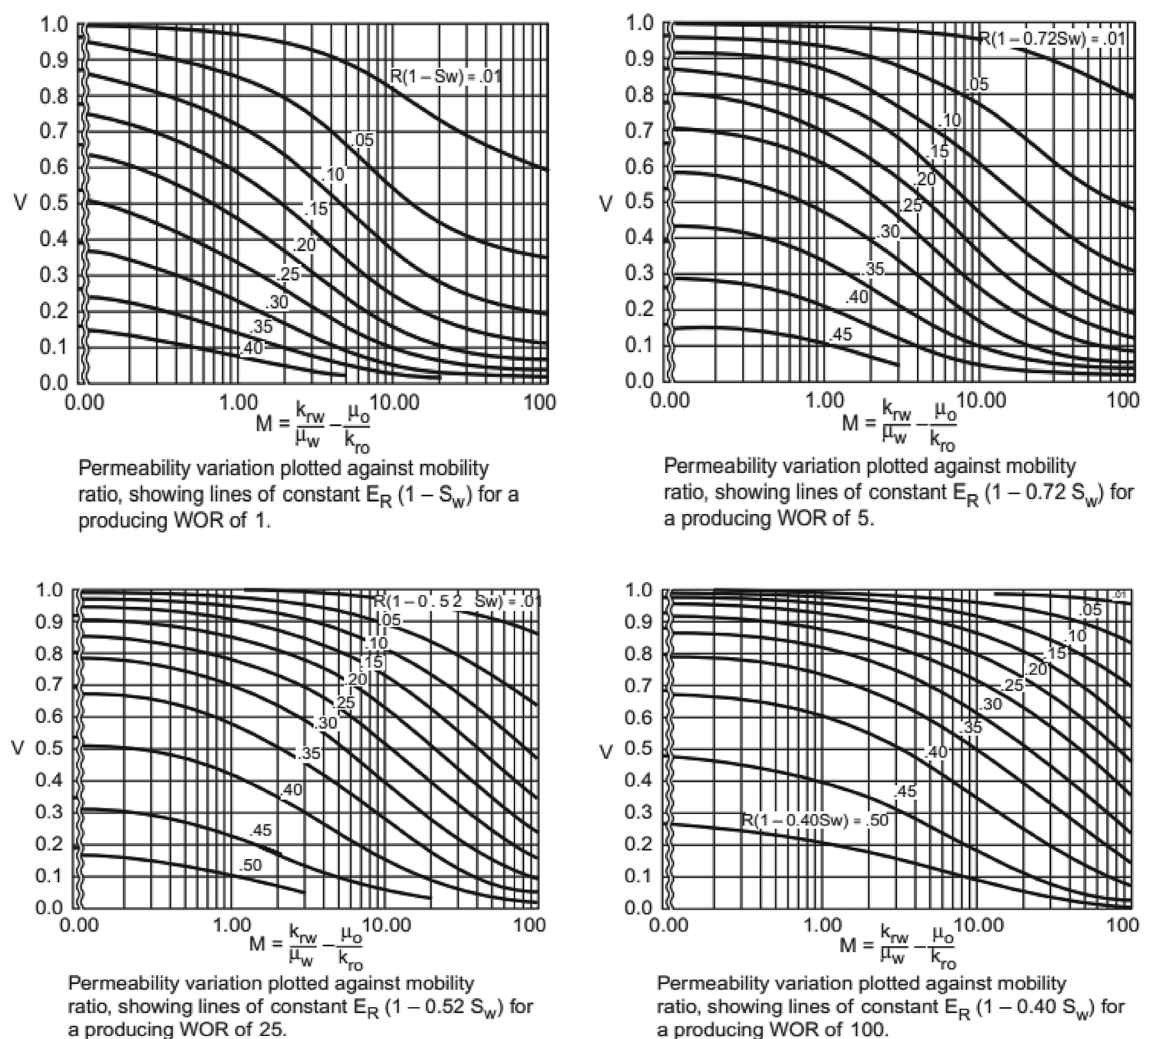 1.0
0.9
0.8
0.7
0.6
V 0.5
0.4
0.3
0.2
0.1
0.0
R(1 – Sw) = .01
.05
.10
.15
.20
.25
.30
.35
.40
0.00 1.00 10.00 100
M = krw/μw – μo/kro
Permeability variation plotted against mobility
ratio, showing lines of constant ER (1 – Sw) for a
producing WOR of 1.
1.0
0.9
0.8
0.7
0.6
V 0.5
0.4
0.3
0.2
0.1
0.0
R(1 – 0.72Sw) = .01
.05
.10
.15
.20
.25
.30
.35
.40
.45
0.00 1.00 10.00 100
M = krw/μw – μo/kro
Permeability variation plotted against mobility
ratio, showing lines of constant ER (1 – 0.72 Sw) for
a producing WOR of 5.
1.0
0.9
0.8
0.7
0.6
V 0.5
0.4
0.3
0.2
0.1
0.0
R(1 – 0.52 Sw) = .01
.05
.10
.15
.20
.25
.30
.35
.40
.45
.50
0.00 1.00 10.00 100
M = krw/μw – μo/kro
Permeability variation plotted against mobility
ratio, showing lines of constant ER (1 – 0.52 Sw) for
a producing WOR of 25.
1.0
0.9
0.8
0.7
0.6
V 0.5
0.4
0.3
0.2
0.1
0.0
.01
.05
.10
.15
.20
.25
.30
.35
.40
.45
R(1 – 0.40Sw) = .50
0.00 1.00 10.00 100
M = krw/μw – μo/kro
Permeability variation plotted against mobility
ratio, showing lines of constant ER (1 – 0.40 Sw) for
a producing WOR of 100.